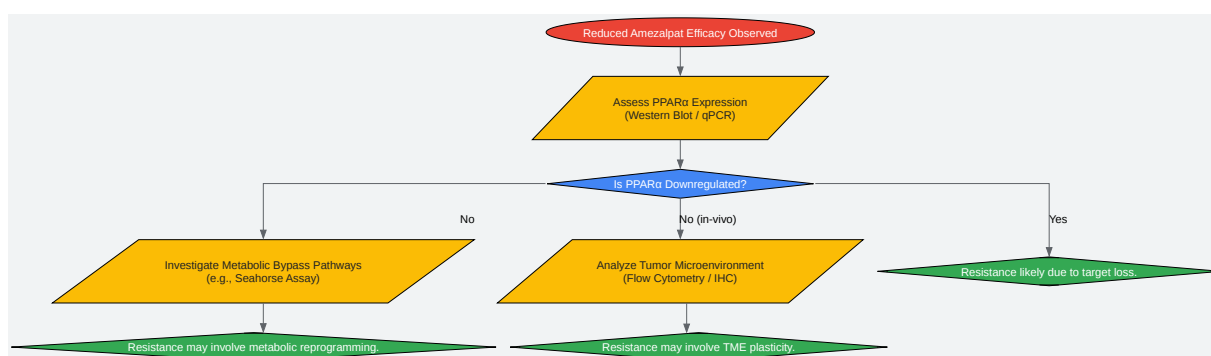 Reduced Amezalpat Efficacy Observed
Assess PPARα Expression
(Western Blot / qPCR)
Is PPARα Downregulated?
No
No (in-vivo)
Yes
Investigate Metabolic Bypass Pathways
(e.g., Seahorse Assay)
Analyze Tumor Microenvironment
(Flow Cytometry / IHC)
Resistance likely due to target loss.
Resistance may involve metabolic reprogramming.
Resistance may involve TME plasticity.